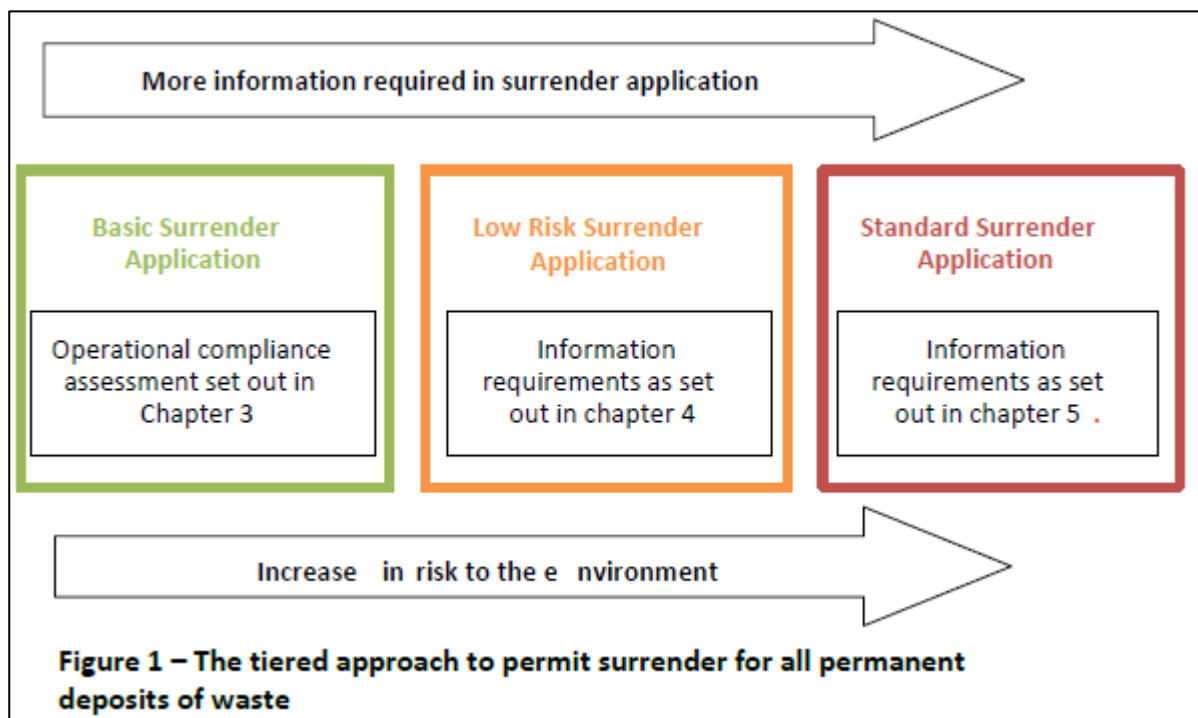 More information required in surrender application
Basic Surrender
Application
Operational compliance
assessment set out in
Chapter 3
Low Risk Surrender
Application
Information
requirements as set
out in chapter 4
Standard Surrender
Application
Information
requirements as set
out in chapter 5 .
Increase in risk to the e nvironment
Figure 1 – The tiered approach to permit surrender for all permanent
deposits of waste